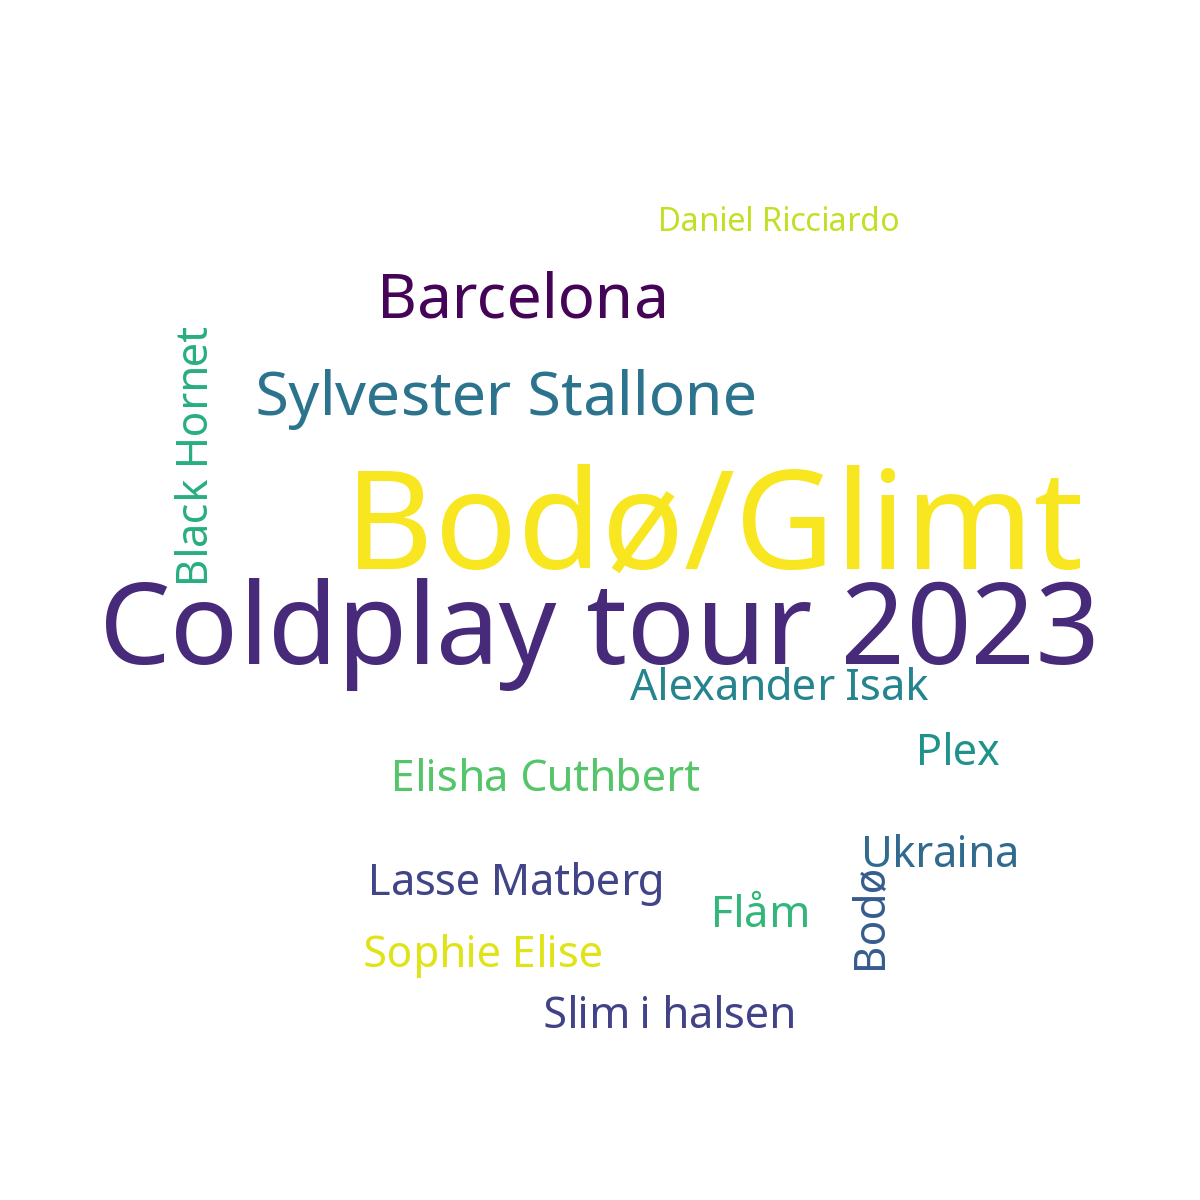 Daniel Ricciardo
Barcelona
Black Hornet
Sylvester Stallone
Bodø/Glimt
Coldplay tour 2023
Alexander Isak
Plex
Elisha Cuthbert
Ukraina
Lasse Matberg
Bodø
Flåm
Sophie Elise
Slim i halsen